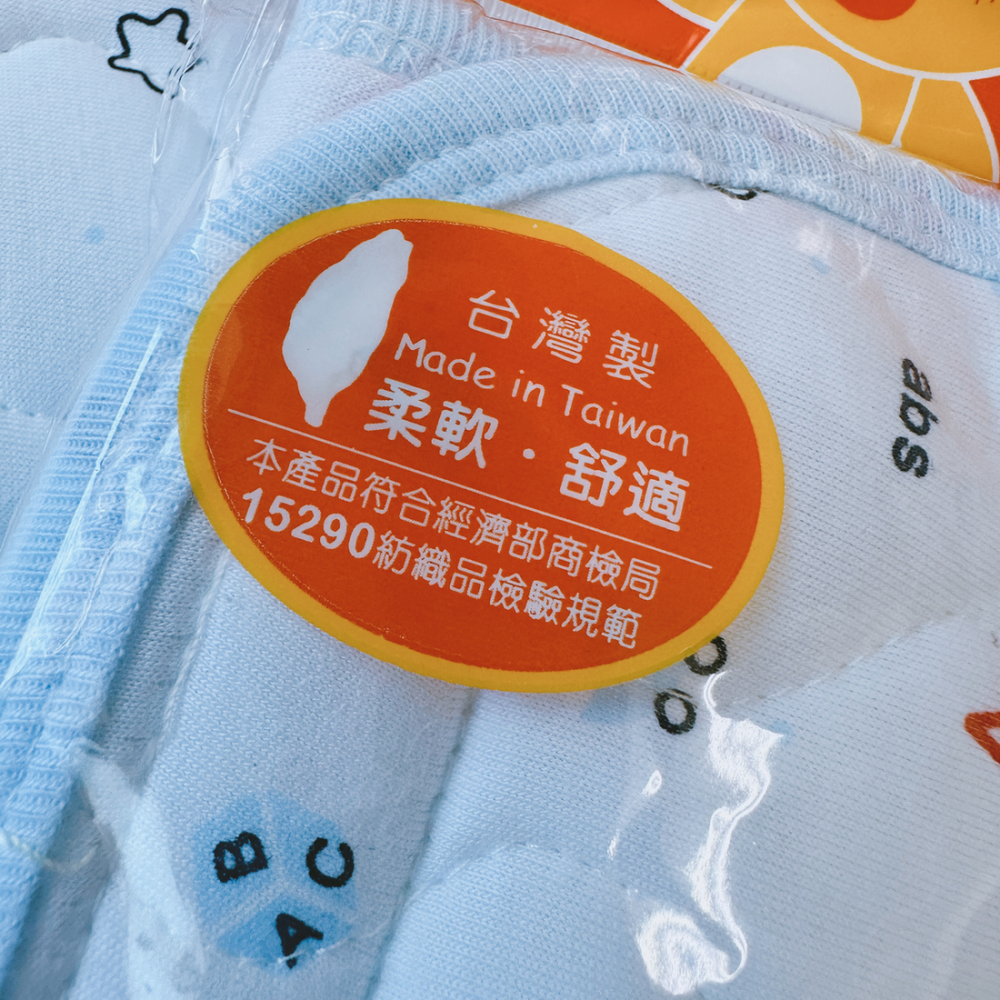 台灣製
Made in Taiwan
柔軟・舒適
本產品符合經濟部商檢局
15290紡織品檢驗規範
abs
B C
A